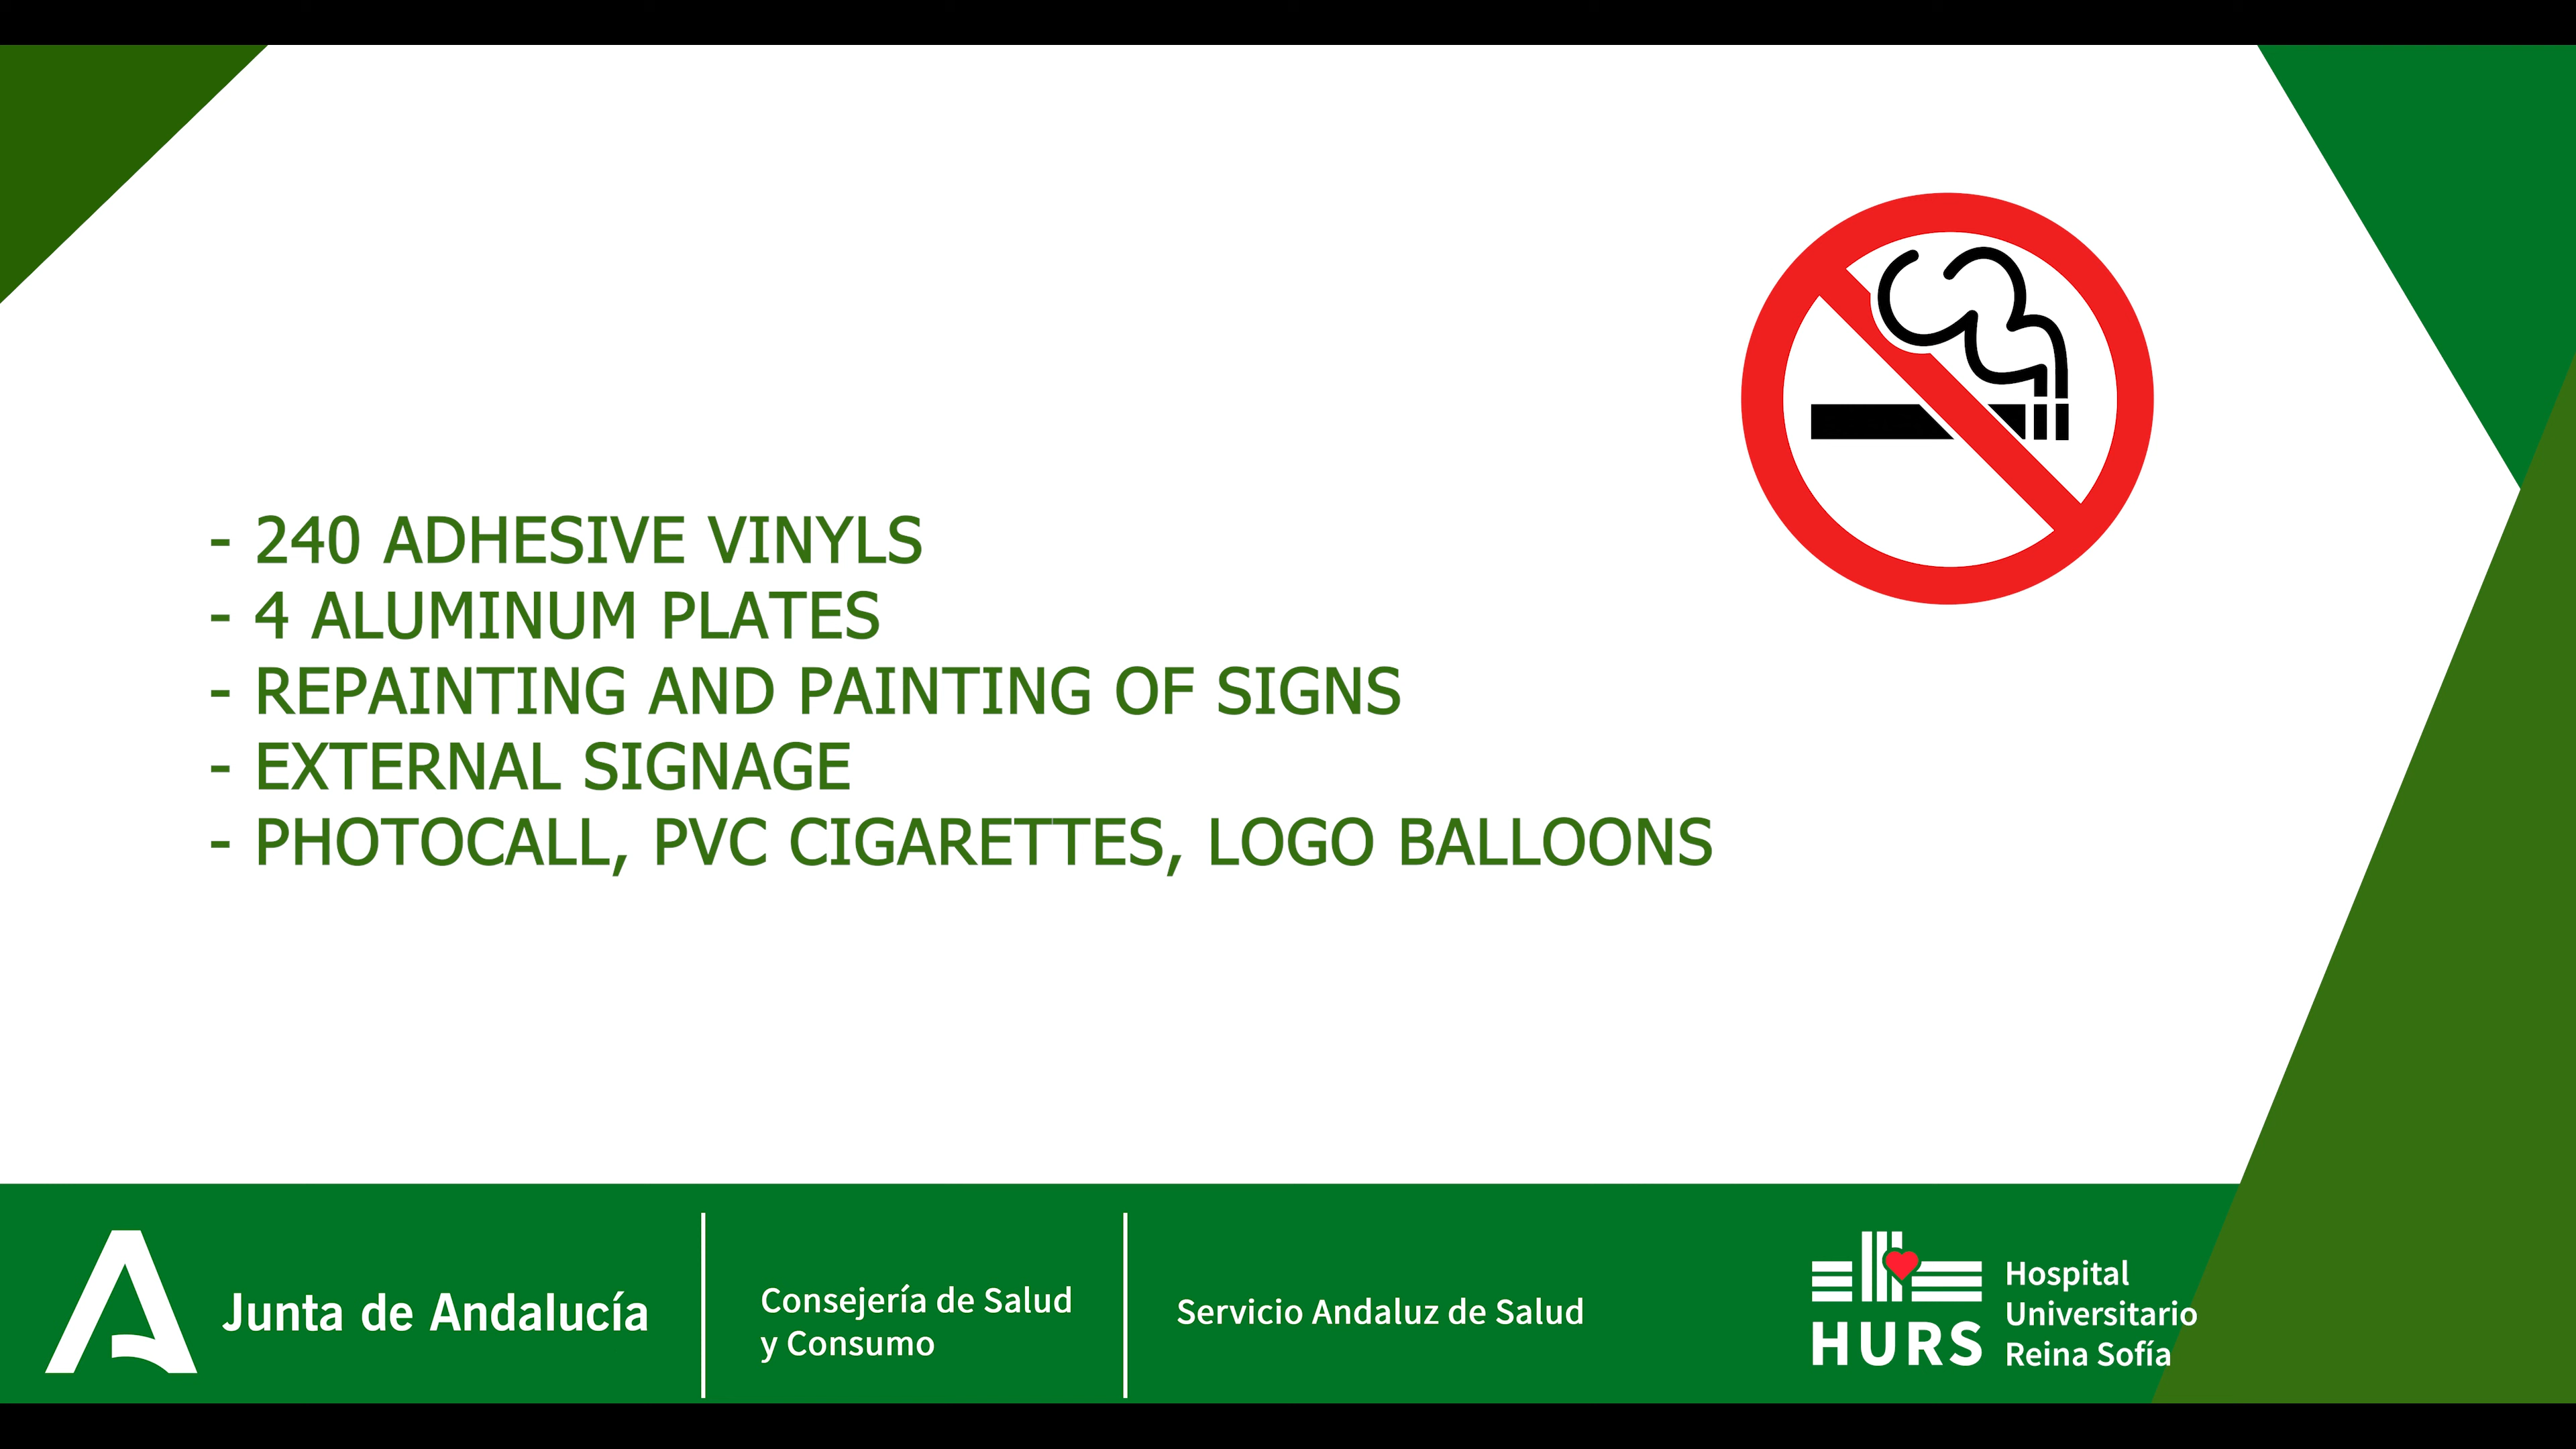 - 240 ADHESIVE VINYLS
- 4 ALUMINUM PLATES
- REPAINTING AND PAINTING OF SIGNS
- EXTERNAL SIGNAGE
- PHOTOCALL, PVC CIGARETTES, LOGO BALLOONS
Junta de Andalucía
Consejería de Salud
y Consumo
Servicio Andaluz de Salud
HURS
Hospital
Universitario
Reina Sofía